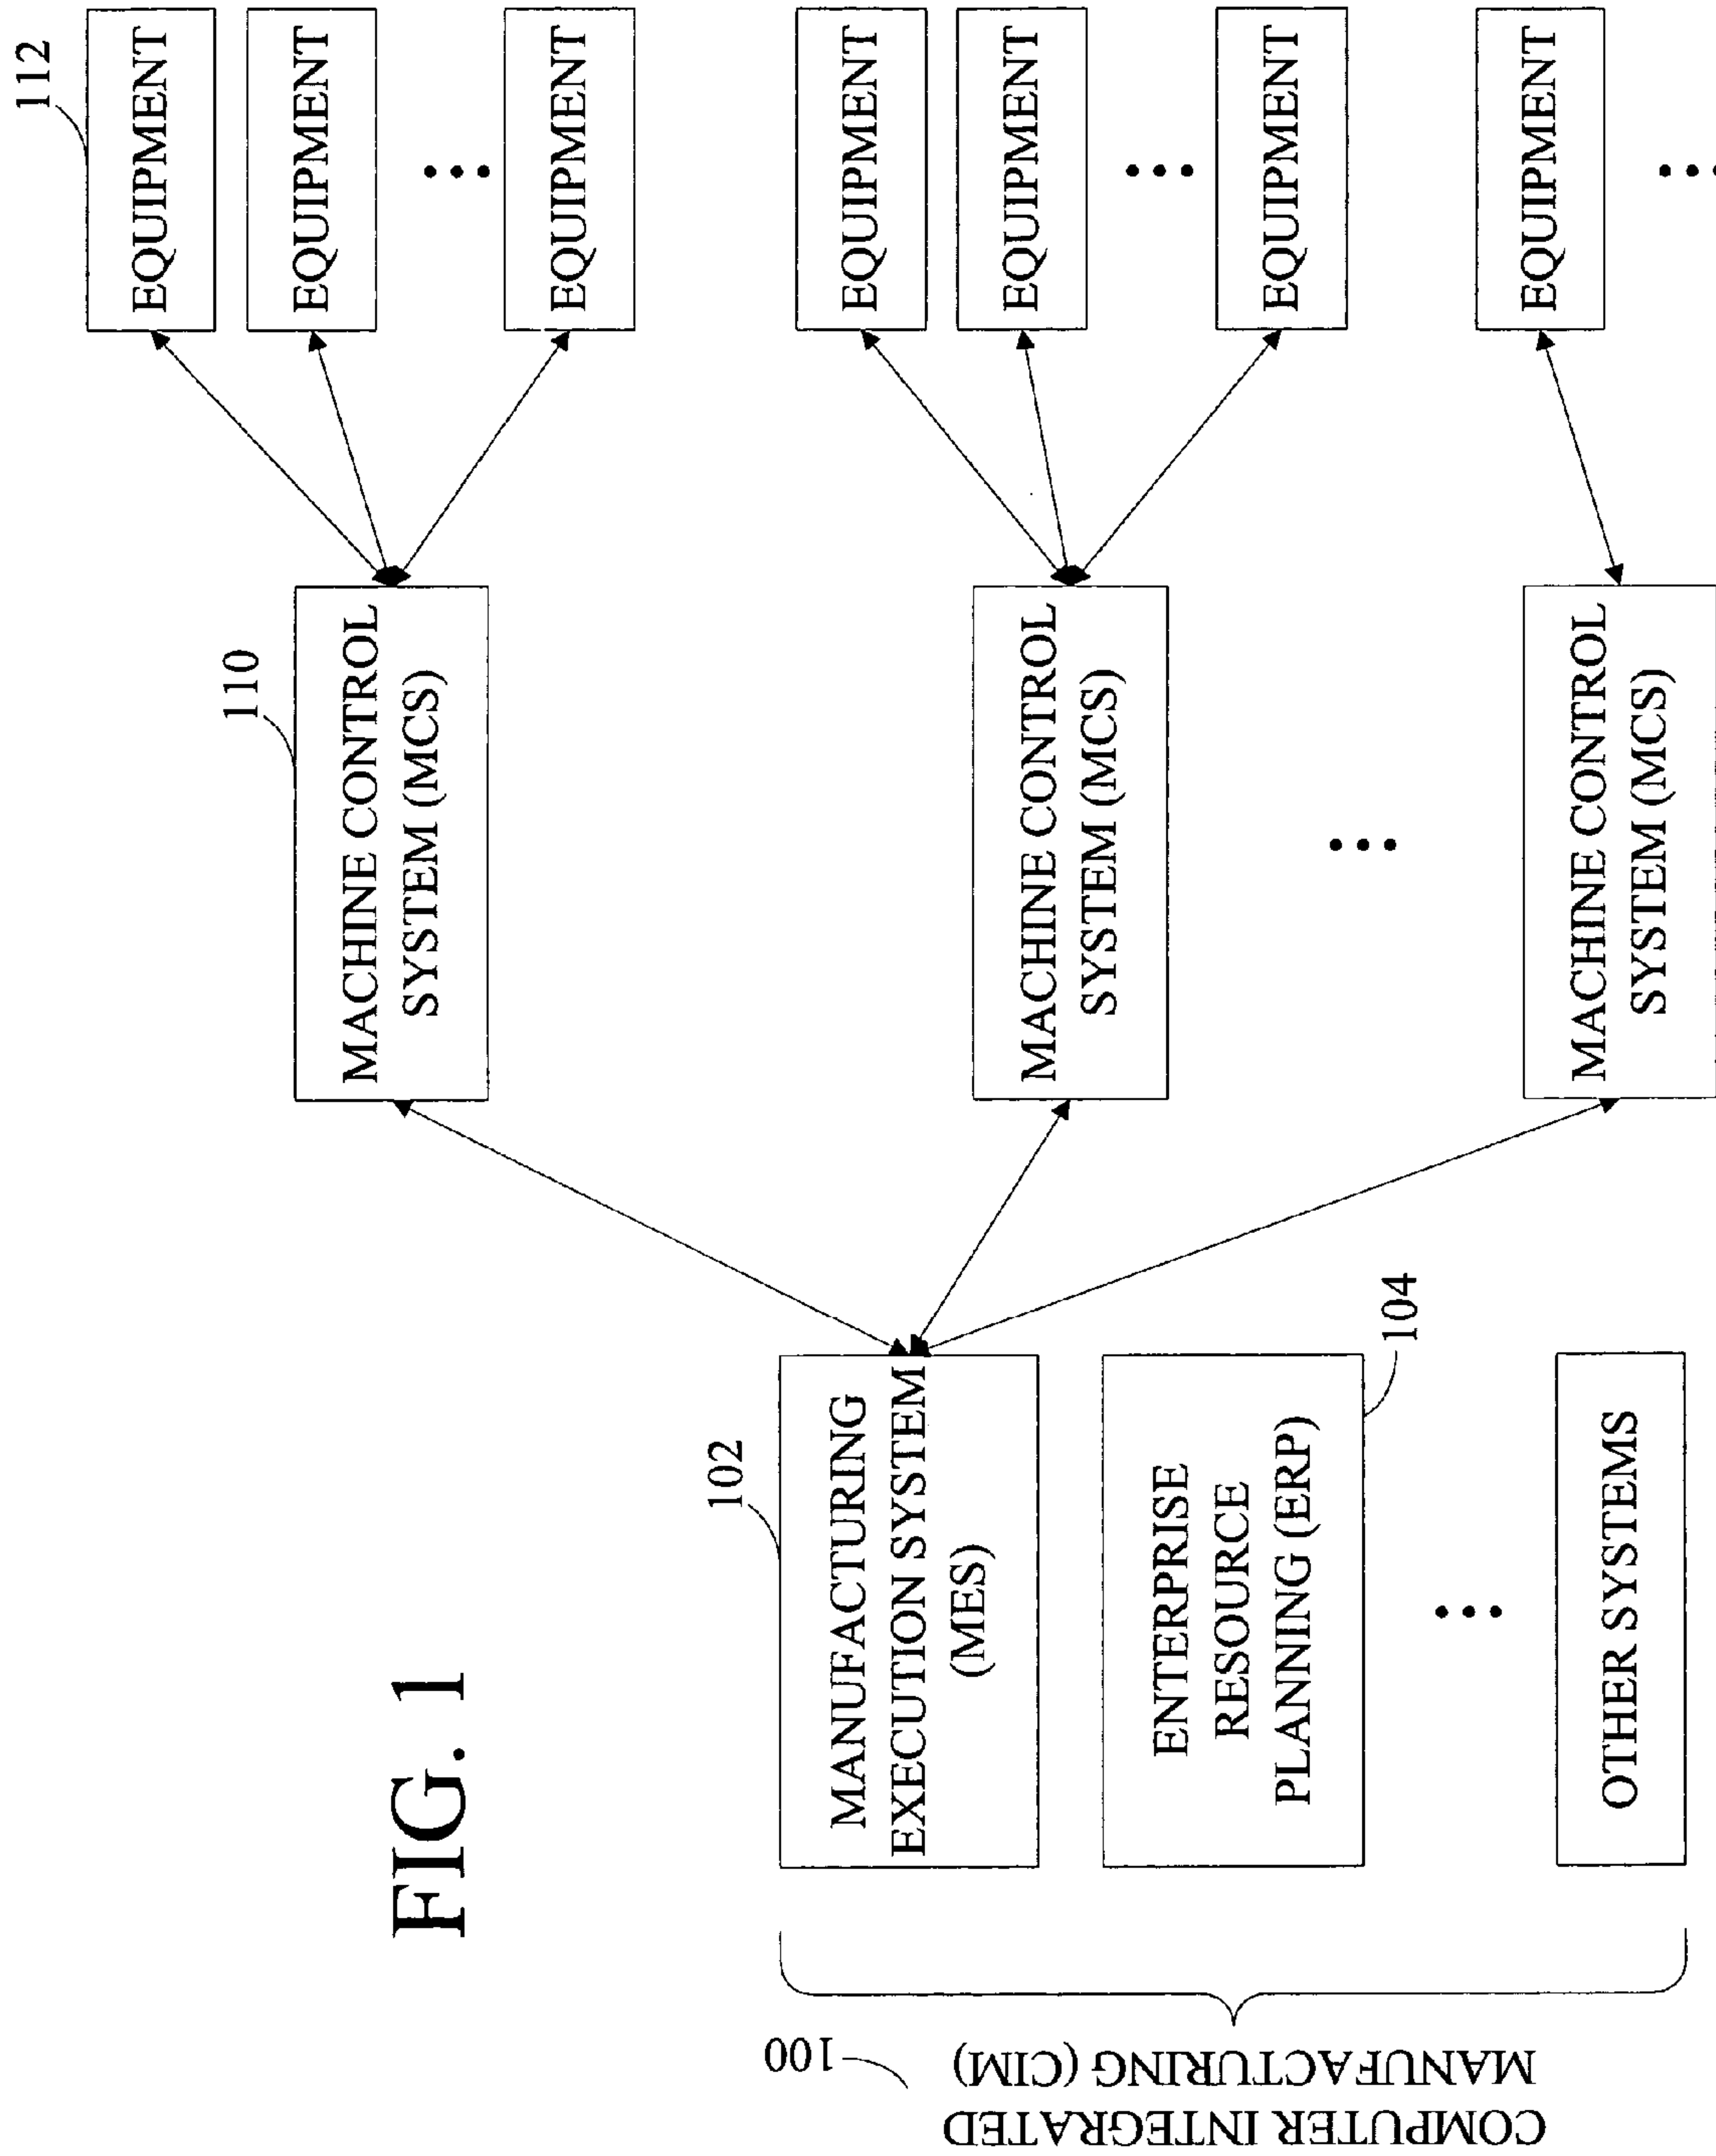 FIG. 1
COMPUTER INTEGRATED
MANUFACTURING (CIM)
100
102
MANUFACTURING
EXECUTION SYSTEM
(MES)
ENTERPRISE
RESOURCE
PLANNING (ERP)
104
OTHER SYSTEMS
110
MACHINE CONTROL
SYSTEM (MCS)
MACHINE CONTROL
SYSTEM (MCS)
MACHINE CONTROL
SYSTEM (MCS)
112
EQUIPMENT
EQUIPMENT
EQUIPMENT
EQUIPMENT
EQUIPMENT
EQUIPMENT
EQUIPMENT